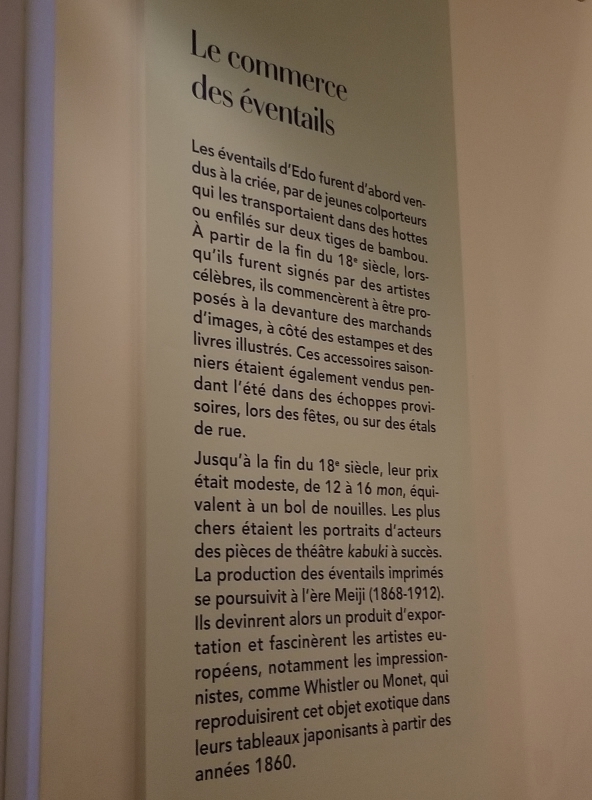 Le commerce
des éventails
Les éventails d'Edo furent d'abord ven-
dus à la criée, par de jeunes colporteurs
qui les transportaient dans des hottes
ou enfilés sur deux tiges de bambou.
À partir de la fin du 18e siècle, lors-
qu'ils furent signés par des artistes
célèbres, ils commencèrent à être pro-
posés à la devanture des marchands
d'images, à côté des estampes et des
livres illustrés. Ces accessoires saison-
niers étaient également vendus pen-
dant l'été dans des échoppes provi-
soires, lors des fêtes, ou sur des étals
de rue.
Jusqu'à la fin du 18e siècle, leur prix
était modeste, de 12 à 16 mon, équi-
valent à un bol de nouilles. Les plus
chers étaient les portraits d'acteurs
des pièces de théâtre kabuki à succès.
La production des éventails imprimés
se poursuivit à l'ère Meiji (1868-1912).
Ils devinrent alors un produit d'expor-
tation et fascinèrent les artistes eu-
ropéens, notamment les impression-
nistes, comme Whistler ou Monet, qui
reproduisirent cet objet exotique dans
leurs tableaux japonisants à partir des
années 1860.